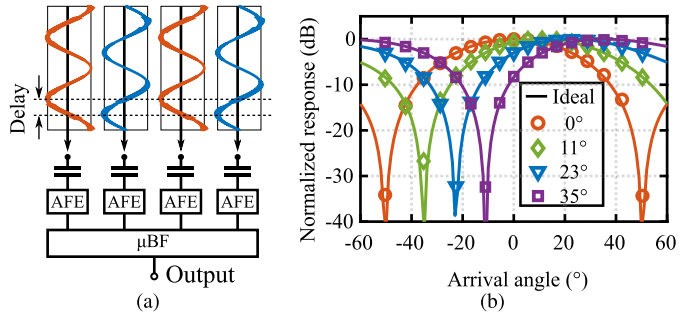 Delay
AFE AFE AFE AFE
μBF
Output
(a)
Normalized response (dB)
0
-10
-20
-30
-40
-60 -40 -20 0 20 40 60
Arrival angle (°)
Ideal
0°
11°
23°
35°
(b)